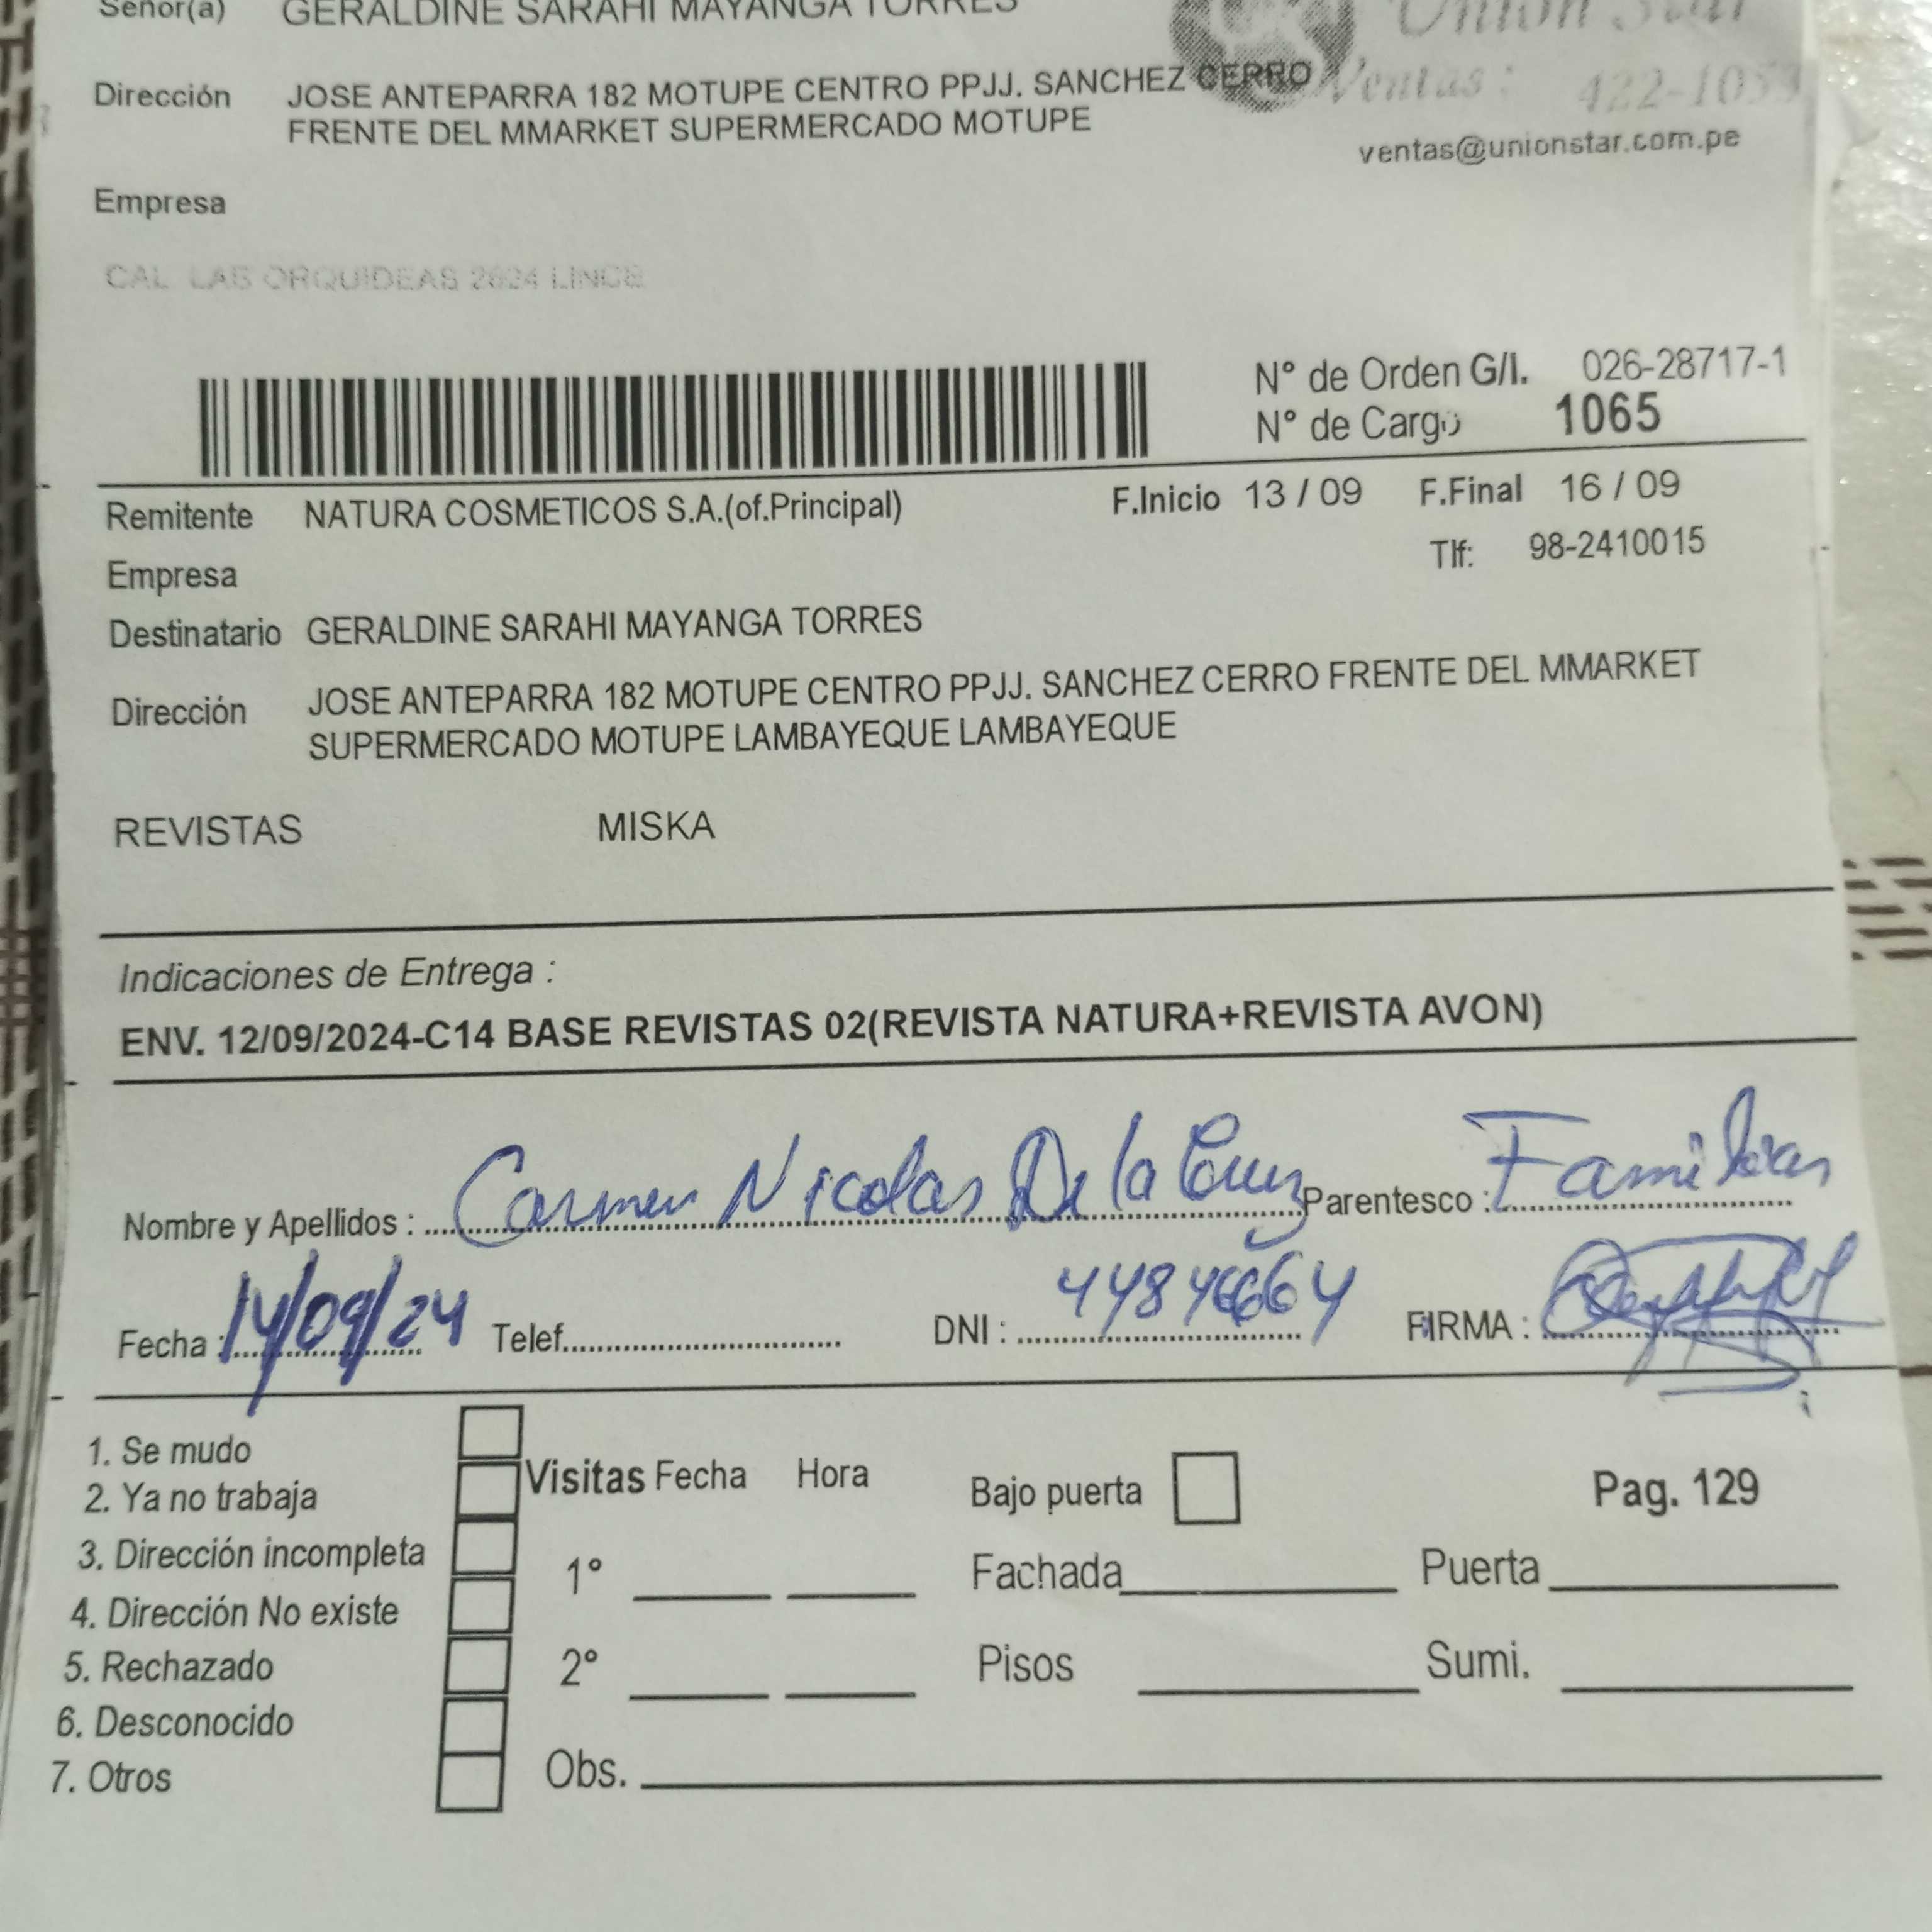 Señor(a) GERALDINE SARAHI MAYANGA TORRES
Union Star
Dirección JOSE ANTEPARRA 182 MOTUPE CENTRO PPJJ. SANCHEZ CERRO
Ventas: 422-1053
FRENTE DEL MMARKET SUPERMERCADO MOTUPE
ventas@unionstar.com.pe
Empresa
CAL LAS ORQUIDEAS 2624 LINCE
N° de Orden G/I. 026-28717-1
N° de Cargo 1065
Remitente NATURA COSMETICOS S.A.(of.Principal) F.Inicio 13 / 09 F.Final 16 / 09
Empresa Tlf: 98-2410015
Destinatario GERALDINE SARAHI MAYANGA TORRES
Dirección JOSE ANTEPARRA 182 MOTUPE CENTRO PPJJ. SANCHEZ CERRO FRENTE DEL MMARKET
SUPERMERCADO MOTUPE LAMBAYEQUE LAMBAYEQUE
REVISTAS MISKA
Indicaciones de Entrega :
ENV. 12/09/2024-C14 BASE REVISTAS 02(REVISTA NATURA+REVISTA AVON)
Nombre y Apellidos : Carmen Nicolas De la Cruz Parentesco : Familiar
Fecha : 14/09/24 Telef. DNI : FIRMA :
1. Se mudo
2. Ya no trabaja
3. Dirección incompleta
4. Dirección No existe
5. Rechazado
6. Desconocido
7. Otros
Visitas Fecha Hora
1°
2°
Bajo puerta Pag. 129
Fachada Puerta
Pisos Sumi.
Obs.